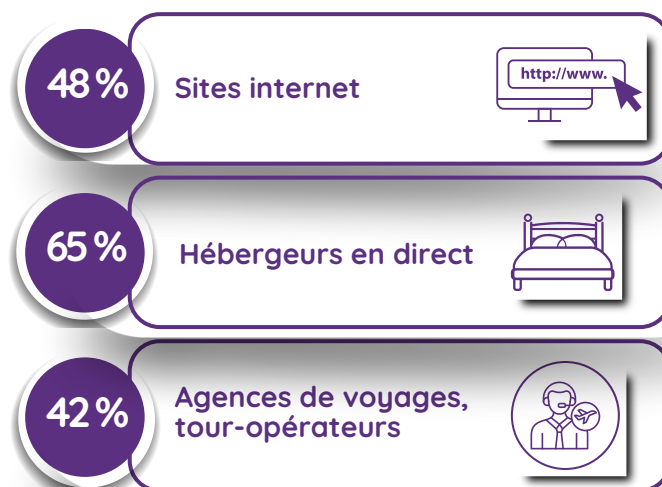 48 %
Sites internet
http://www.
65 %
Hébergeurs en direct
42 %
Agences de voyages,
tour-opérateurs